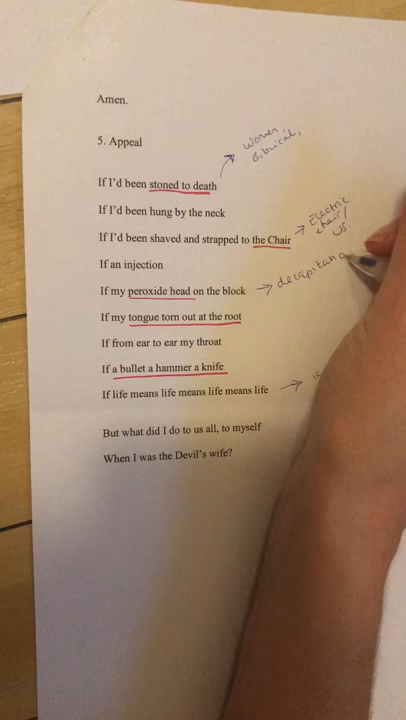 Amen.
5. Appeal
women
Biblical,
If I'd been stoned to death
If I'd been hung by the neck
If I'd been shaved and strapped to the Chair
Electric
chair/
US
If an injection
If my peroxide head on the block
If my tongue torn out at the root
If from ear to ear my throat
If a bullet a hammer a knife
If life means life means life means life
But what did I do to us all, to myself
When I was the Devil's wife?